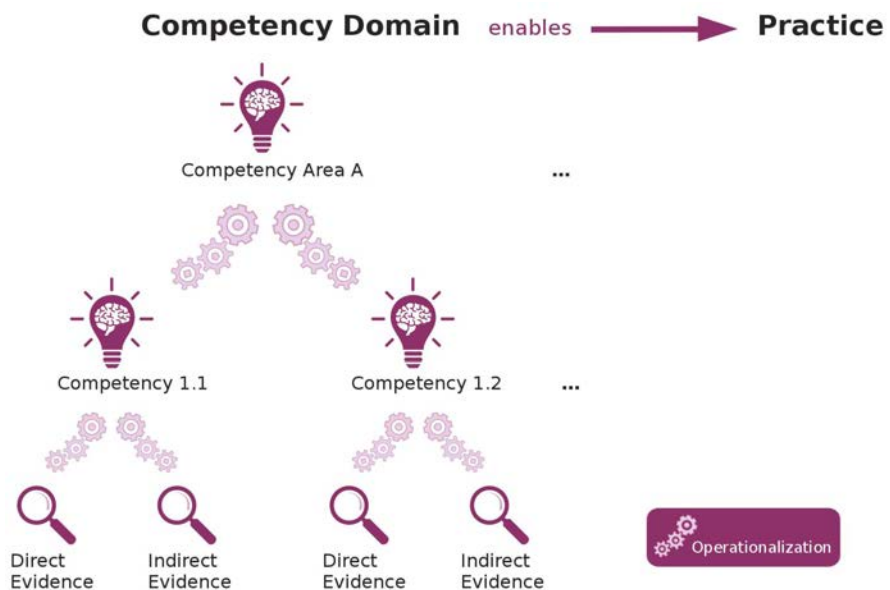 Competency Domain enables Practice
Competency Area A ...
Competency 1.1 Competency 1.2 ...
Direct Evidence Indirect Evidence Direct Evidence Indirect Evidence
Operationalization